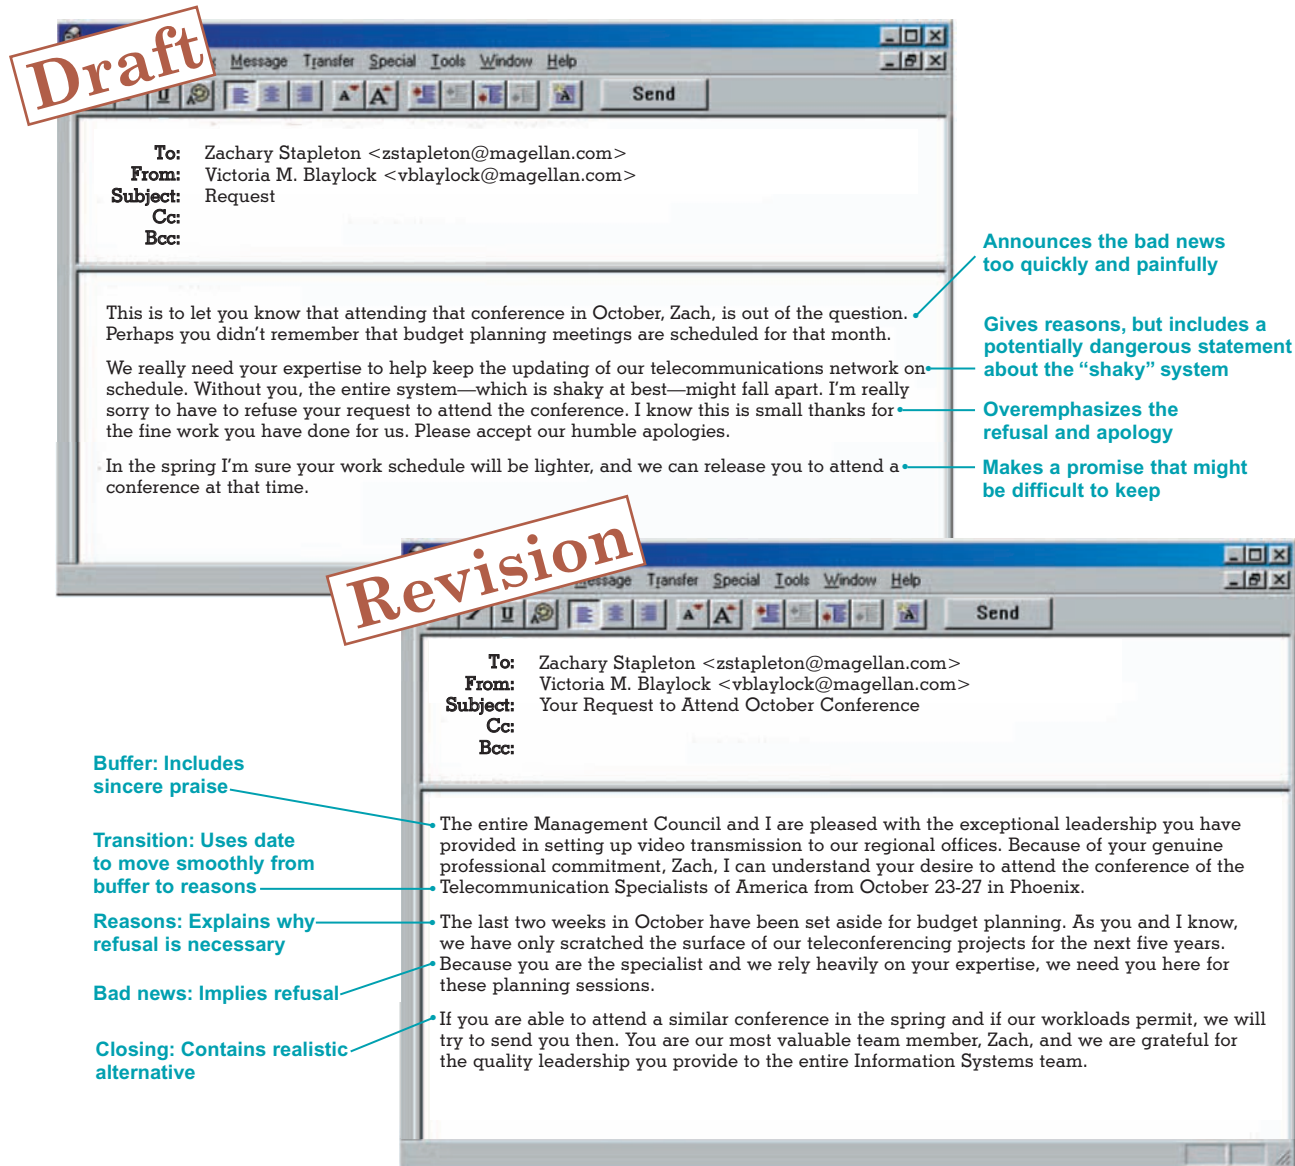 Draft
Message Transfer Special Tools Window Help
U
A A
Send
To: Zachary Stapleton <zstapleton@magellan.com>
From: Victoria M. Blaylock <vblaylock@magellan.com>
Subject: Request
Cc:
Bcc:
This is to let you know that attending that conference in October, Zach, is out of the question.
Perhaps you didn't remember that budget planning meetings are scheduled for that month.
We really need your expertise to help keep the updating of our telecommunications network on
schedule. Without you, the entire system—which is shaky at best—might fall apart. I'm really
sorry to have to refuse your request to attend the conference. I know this is small thanks for
the fine work you have done for us. Please accept our humble apologies.
In the spring I'm sure your work schedule will be lighter, and we can release you to attend a
conference at that time.
Announces the bad news
too quickly and painfully
Gives reasons, but includes a
potentially dangerous statement
about the “shaky” system
Overemphasizes the
refusal and apology
Makes a promise that might
be difficult to keep
Revision
Message Transfer Special Tools Window Help
I U
A A
Send
To: Zachary Stapleton <zstapleton@magellan.com>
From: Victoria M. Blaylock <vblaylock@magellan.com>
Subject: Your Request to Attend October Conference
Cc:
Bcc:
Buffer: Includes
sincere praise
Transition: Uses date
to move smoothly from
buffer to reasons
Reasons: Explains why
refusal is necessary
Bad news: Implies refusal
Closing: Contains realistic
alternative
The entire Management Council and I are pleased with the exceptional leadership you have
provided in setting up video transmission to our regional offices. Because of your genuine
professional commitment, Zach, I can understand your desire to attend the conference of the
Telecommunication Specialists of America from October 23-27 in Phoenix.
The last two weeks in October have been set aside for budget planning. As you and I know,
we have only scratched the surface of our teleconferencing projects for the next five years.
Because you are the specialist and we rely heavily on your expertise, we need you here for
these planning sessions.
If you are able to attend a similar conference in the spring and if our workloads permit, we will
try to send you then. You are our most valuable team member, Zach, and we are grateful for
the quality leadership you provide to the entire Information Systems team.